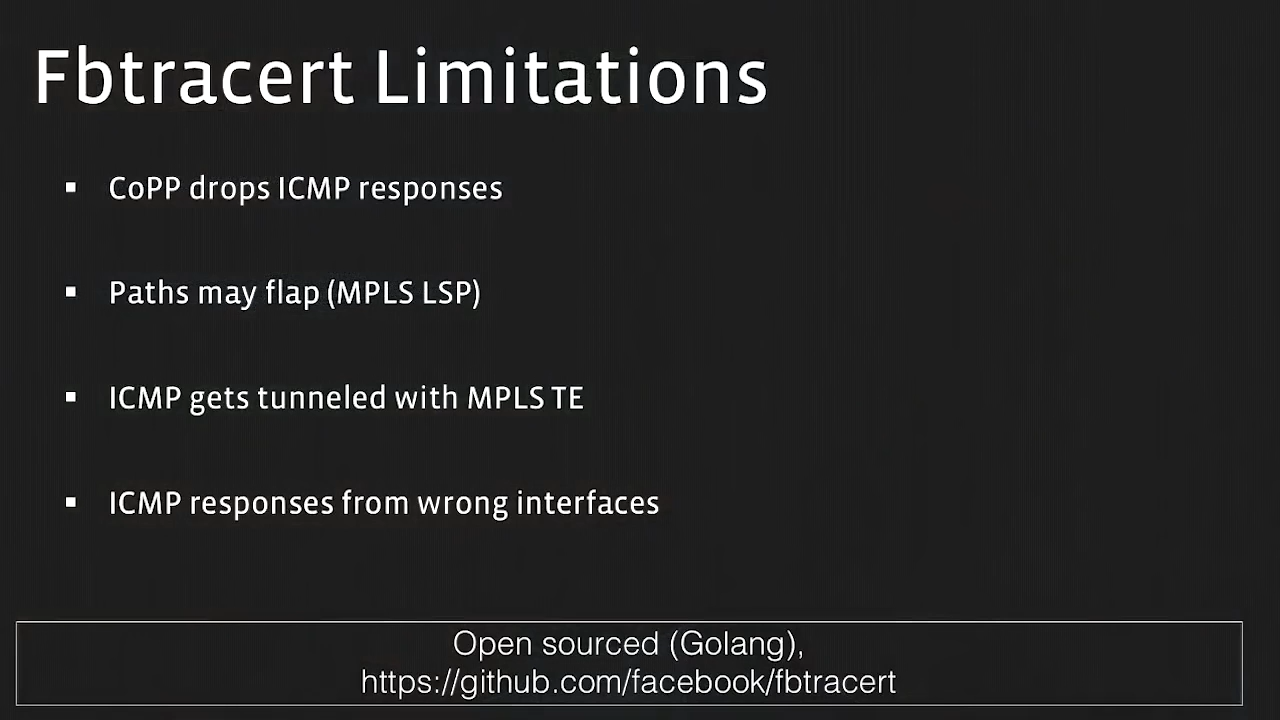 Fbtracert Limitations
▪ CoPP drops ICMP responses
▪ Paths may flap (MPLS LSP)
▪ ICMP gets tunneled with MPLS TE
▪ ICMP responses from wrong interfaces
Open sourced (Golang),
https://github.com/facebook/fbtracert